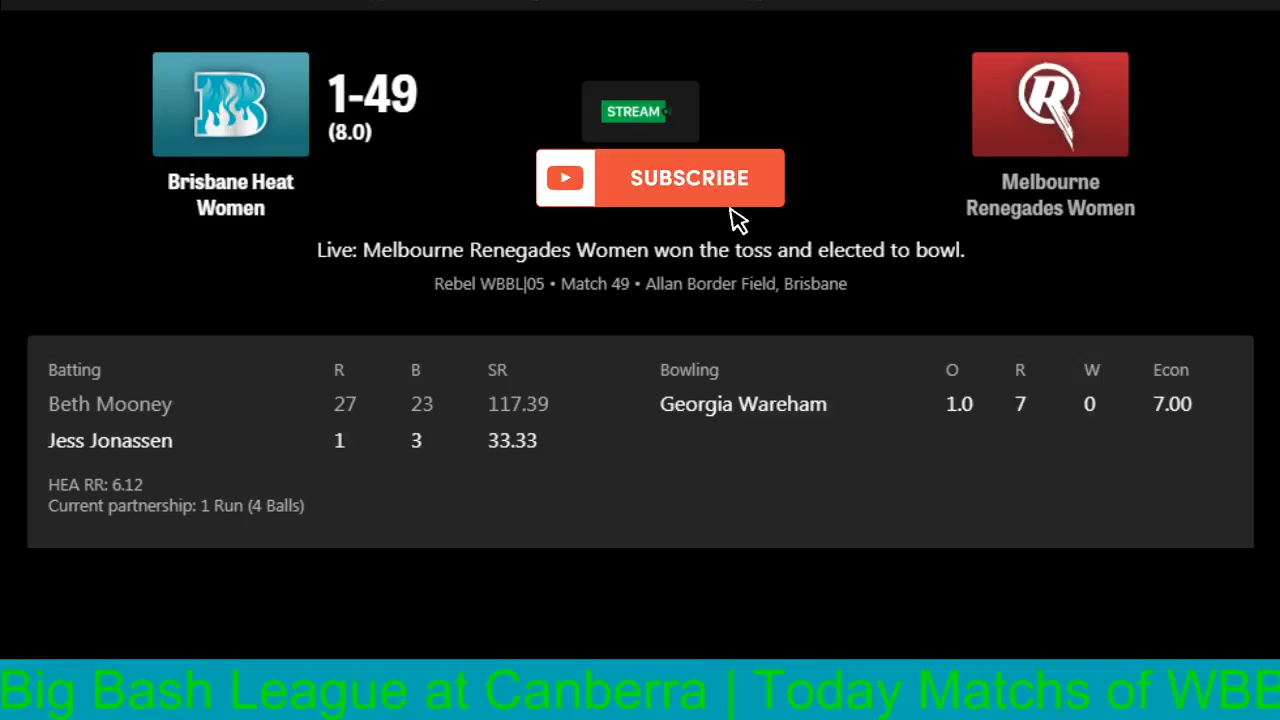 1-49
(8.0)
STREAM
SUBSCRIBE
Brisbane Heat
Women
Melbourne
Renegades Women
Live: Melbourne Renegades Women won the toss and elected to bowl.
Rebel WBBL|05 • Match 49 • Allan Border Field, Brisbane
Batting R B SR Bowling O R W Econ
Beth Mooney 27 23 117.39 Georgia Wareham 1.0 7 0 7.00
Jess Jonassen 1 3 33.33
HEA RR: 6.12
Current partnership: 1 Run (4 Balls)
Big Bash League at Canberra | Today Matchs of WBB